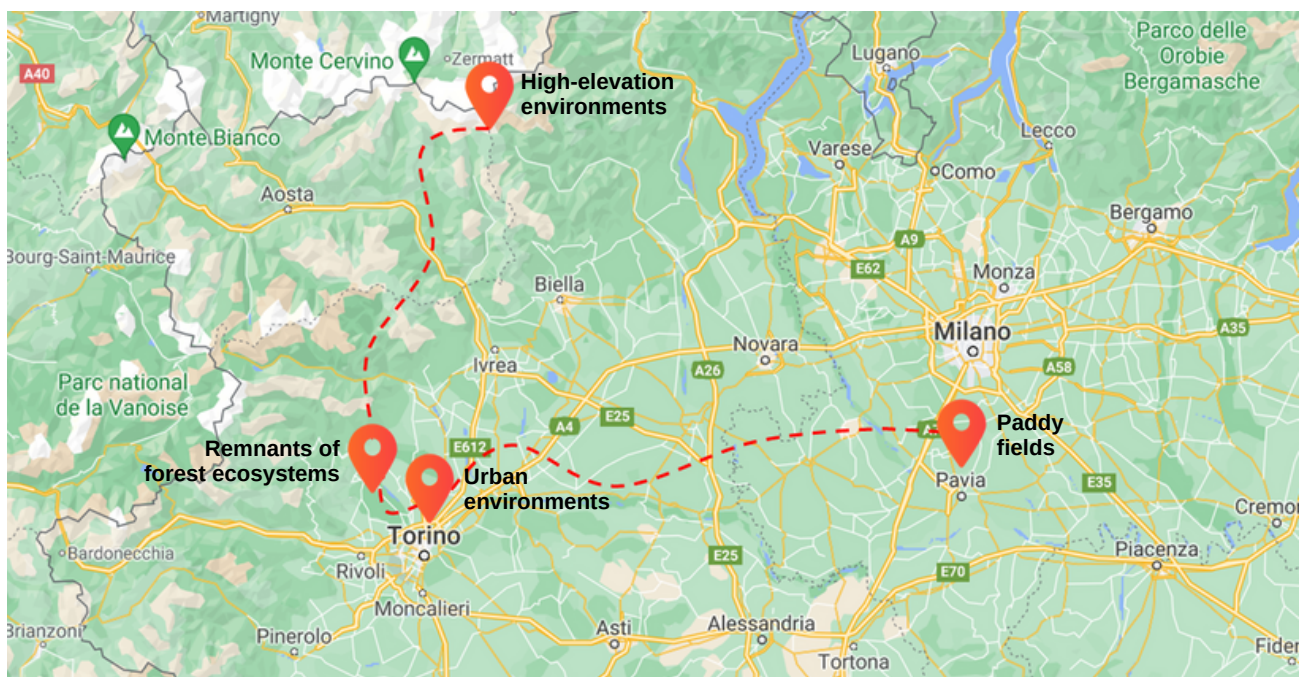 Martigny
Monte Cervino
Zermatt
Lugano
Parco delle
Orobie
Bergamasche
A40
High-elevation
environments
Monte Bianco
Lecco
Varese
Como
Aosta
Bergamo
Bourg-Saint-Maurice
A9
E62
Monza
Biella
Milano
A35
Novara
Ivrea
A26
A58
Parc national
de la Vanoise
E25
A4
Paddy
fields
Remnants of
forest ecosystems
E612
Urban
environments
Pavia
E35
Cremon
Torino
Bardonecchia
Rivoli
E25
E70
Piacenza
Moncalieri
Brianzoni
Pinerolo
Asti
Alessandria
Tortona
Fiden